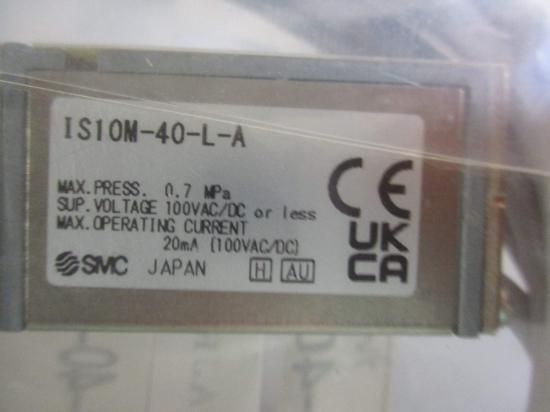 IS10M-40-L-A
MAX.PRESS. 0.7 MPa
SUP.VOLTAGE 100VAC/DC or less
MAX.OPERATING CURRENT
20mA (100VAC/DC)
SMC JAPAN H AU
CE
UK
CA